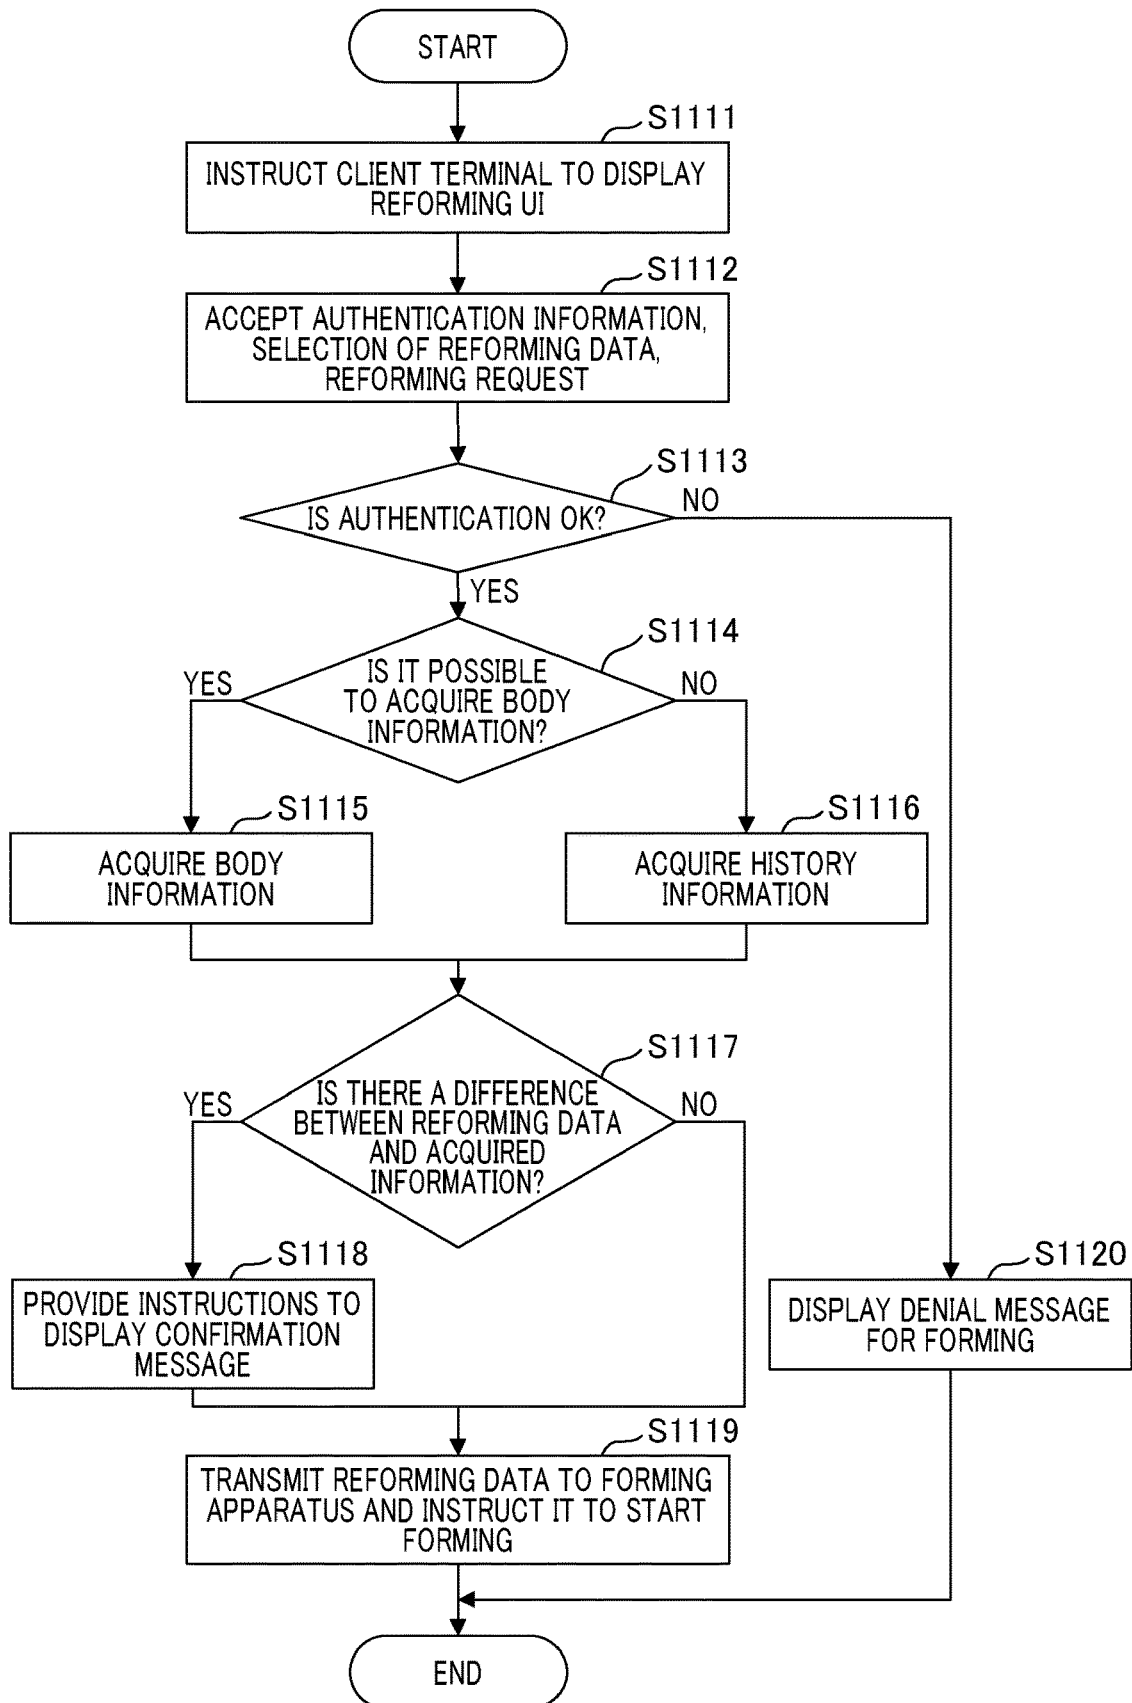 START
S1111
INSTRUCT CLIENT TERMINAL TO DISPLAY
REFORMING UI
S1112
ACCEPT AUTHENTICATION INFORMATION,
SELECTION OF REFORMING DATA,
REFORMING REQUEST
S1113
IS AUTHENTICATION OK?
NO
YES
S1114
IS IT POSSIBLE
TO ACQUIRE BODY
INFORMATION?
YES
NO
S1115
ACQUIRE BODY
INFORMATION
S1116
ACQUIRE HISTORY
INFORMATION
S1117
IS THERE A DIFFERENCE
BETWEEN REFORMING DATA
AND ACQUIRED
INFORMATION?
YES
NO
S1118
PROVIDE INSTRUCTIONS TO
DISPLAY CONFIRMATION
MESSAGE
S1120
DISPLAY DENIAL MESSAGE
FOR FORMING
S1119
TRANSMIT REFORMING DATA TO FORMING
APPARATUS AND INSTRUCT IT TO START
FORMING
END